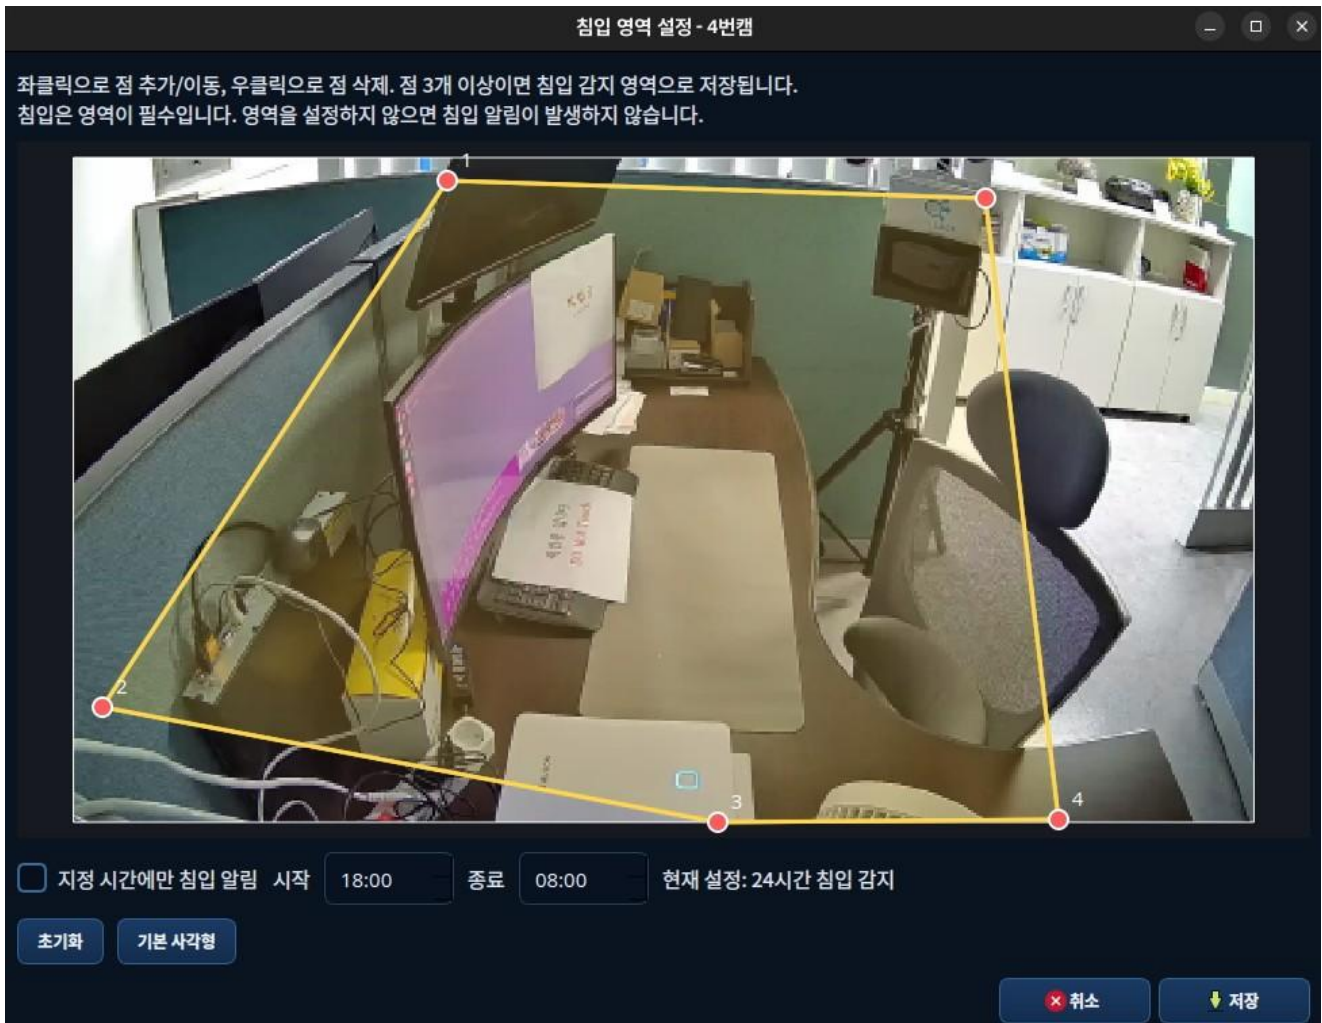 침입 영역 설정 - 4번캠
좌클릭으로 점 추가/이동, 우클릭으로 점 삭제. 점 3개 이상이면 침입 감지 영역으로 저장됩니다.
침입은 영역이 필수입니다. 영역을 설정하지 않으면 침입 알림이 발생하지 않습니다.
1
2
3
4
지정 시간에만 침입 알림 시작 18:00 종료 08:00 현재 설정: 24시간 침입 감지
초기화 기본 사각형
취소 저장